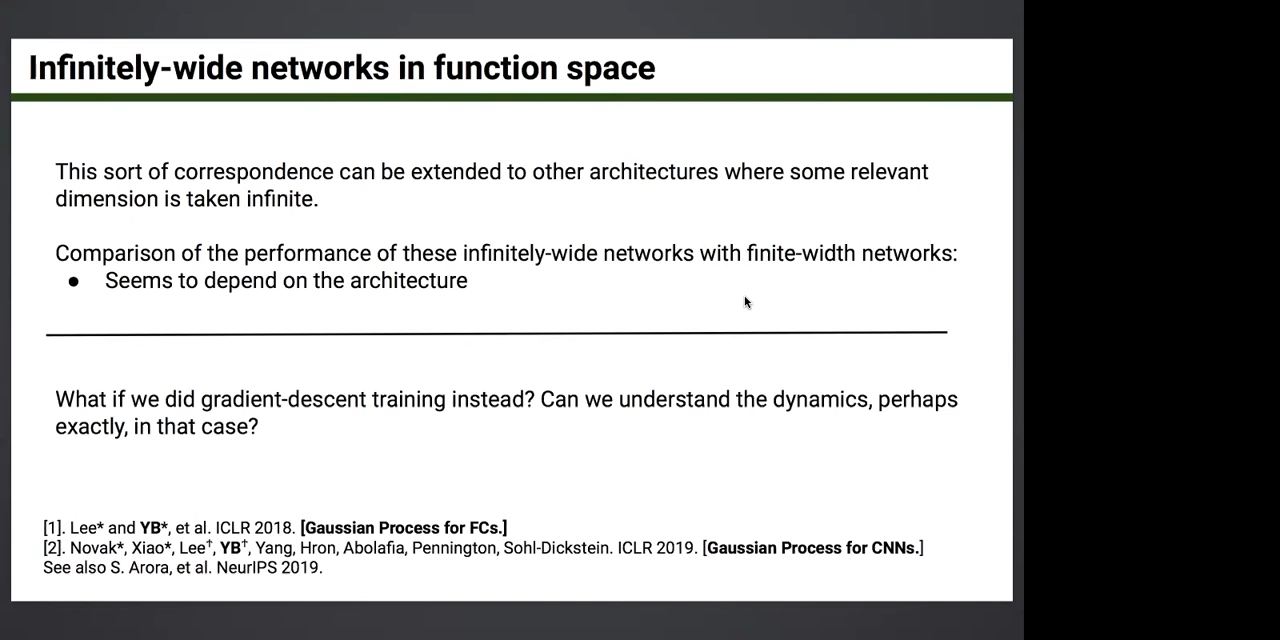 Infinitely-wide networks in function space
This sort of correspondence can be extended to other architectures where some relevant
dimension is taken infinite.
Comparison of the performance of these infinitely-wide networks with finite-width networks:
● Seems to depend on the architecture
What if we did gradient-descent training instead? Can we understand the dynamics, perhaps
exactly, in that case?
[1]. Lee* and YB*, et al. ICLR 2018. [Gaussian Process for FCs.]
[2]. Novak*, Xiao*, Lee†, YB†, Yang, Hron, Abolafia, Pennington, Sohl-Dickstein. ICLR 2019. [Gaussian Process for CNNs.]
See also S. Arora, et al. NeurIPS 2019.